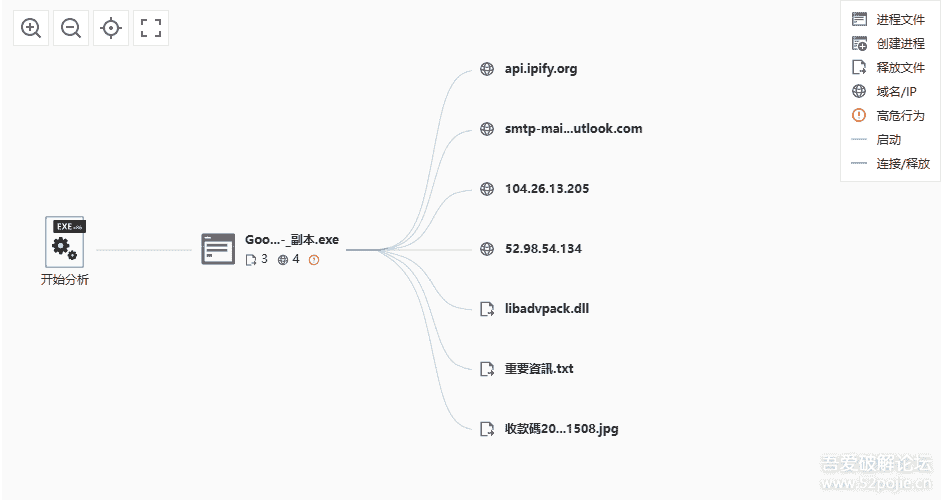 EXE x86
开始分析
Goo...-_副本.exe
3 4
api.ipify.org
smtp-mai...utlook.com
104.26.13.205
52.98.54.134
libadvpack.dll
重要資訊.txt
收款碼20...1508.jpg
进程文件
创建进程
释放文件
域名/IP
高危行为
启动
连接/释放
吾爱破解论坛
www.52pojie.cn